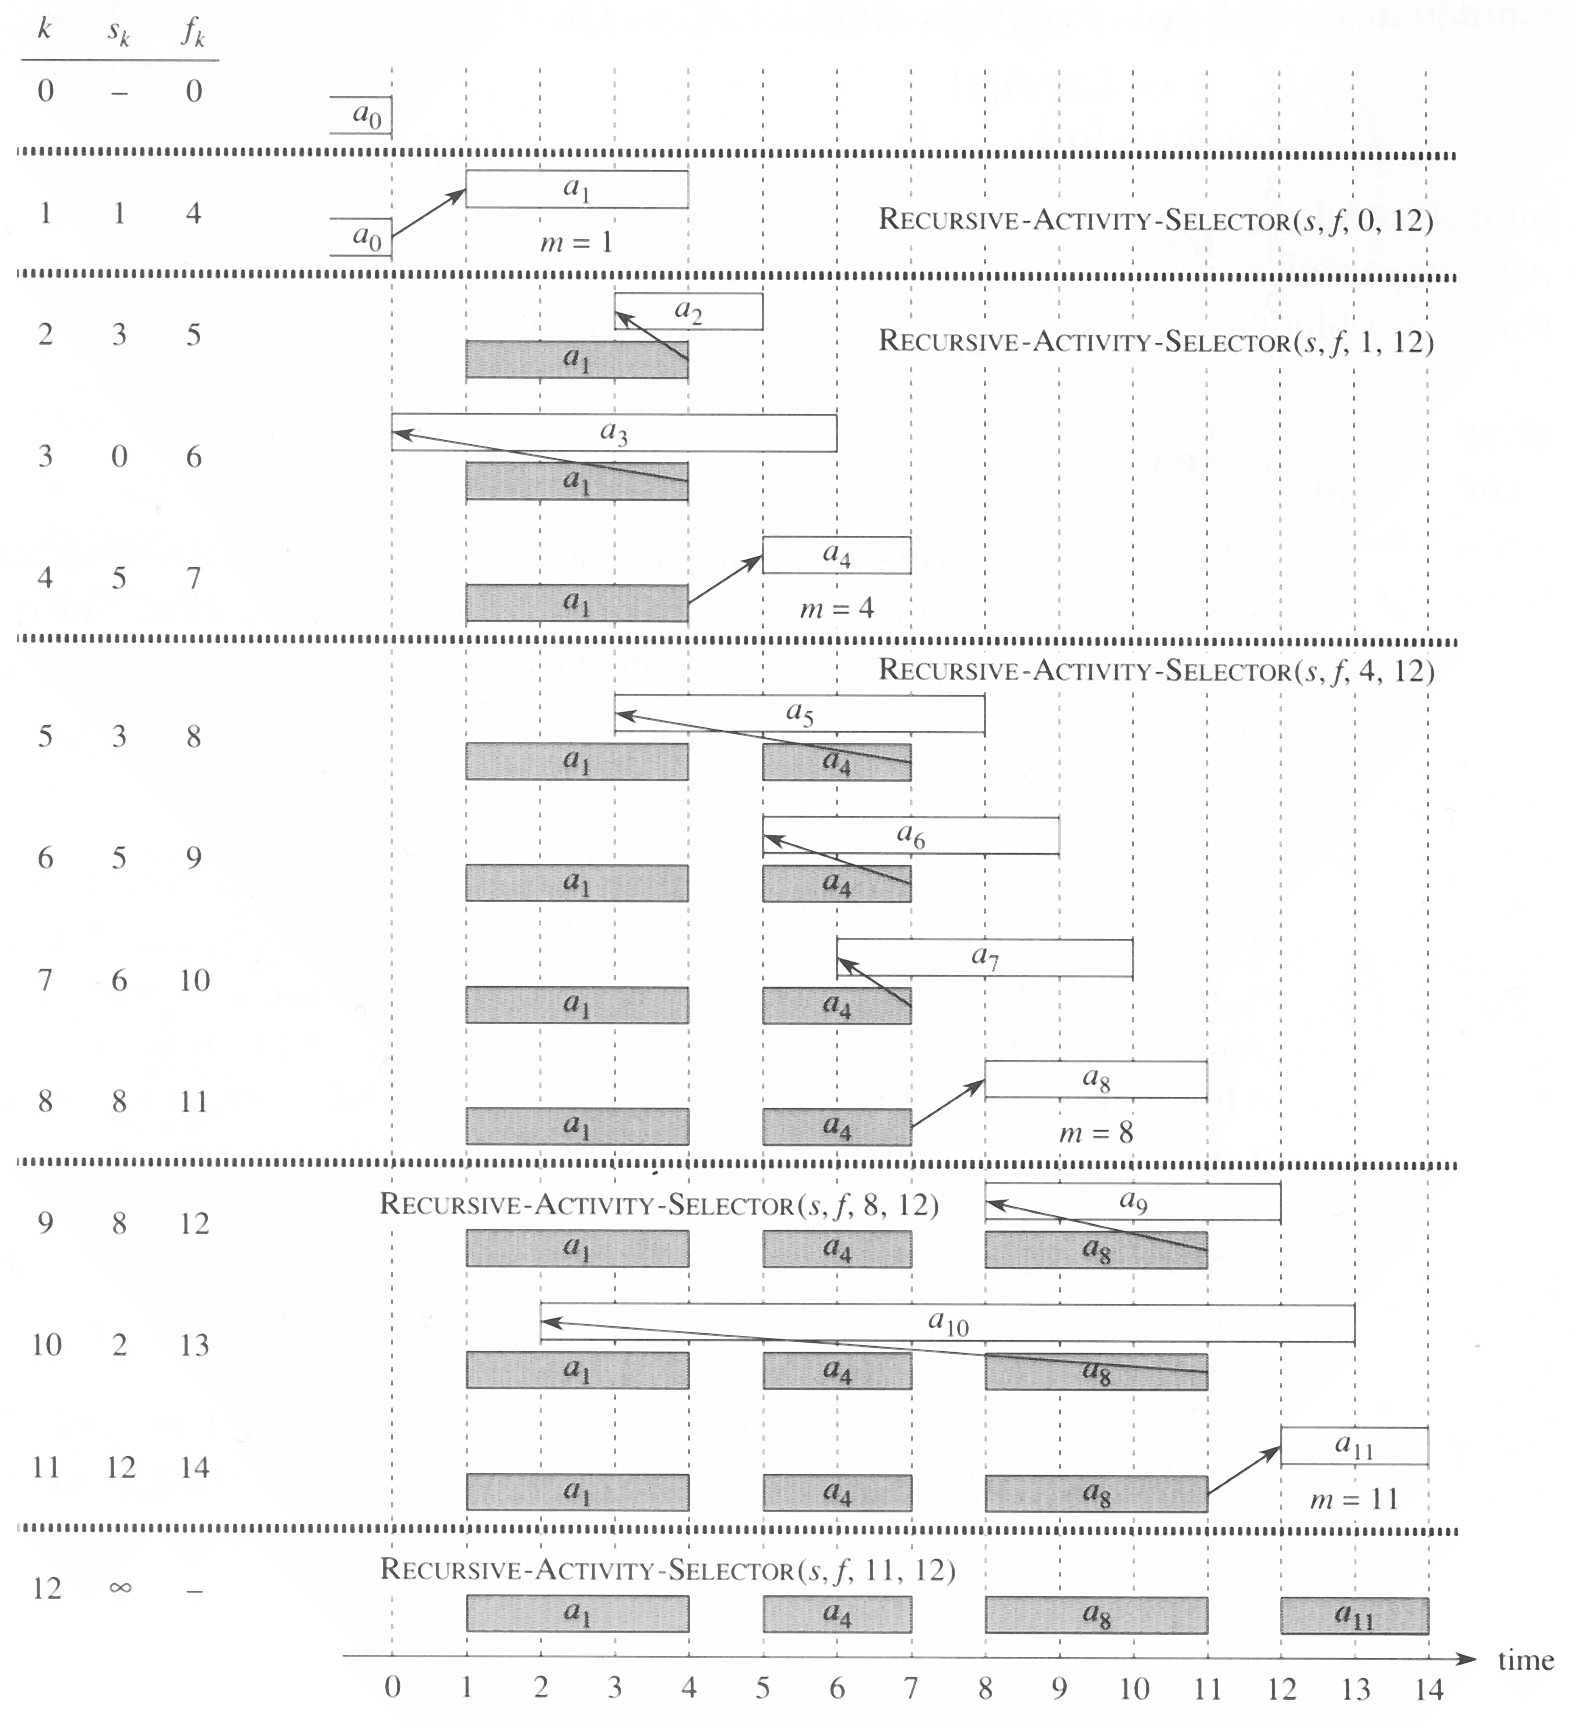 k s_k f_k
0 – 0
a_0
a_1
1 1 4 RECURSIVE-ACTIVITY-SELECTOR(s, f, 0, 12)
a_0 m = 1
a_2
2 3 5 RECURSIVE-ACTIVITY-SELECTOR(s, f, 1, 12)
a_1
a_3
3 0 6
a_1
a_4
4 5 7
a_1 m = 4
RECURSIVE-ACTIVITY-SELECTOR(s, f, 4, 12)
a_5
5 3 8
a_1 a_4
a_6
6 5 9
a_1 a_4
a_7
7 6 10
a_1 a_4
a_8
8 8 11
a_1 a_4 m = 8
RECURSIVE-ACTIVITY-SELECTOR(s, f, 8, 12) a_9
9 8 12
a_1 a_4 a_8
a_10
10 2 13
a_1 a_4 a_8
a_11
11 12 14
a_1 a_4 a_8 m = 11
RECURSIVE-ACTIVITY-SELECTOR(s, f, 11, 12)
12 ∞ –
a_1 a_4 a_8 a_11
time
0 1 2 3 4 5 6 7 8 9 10 11 12 13 14